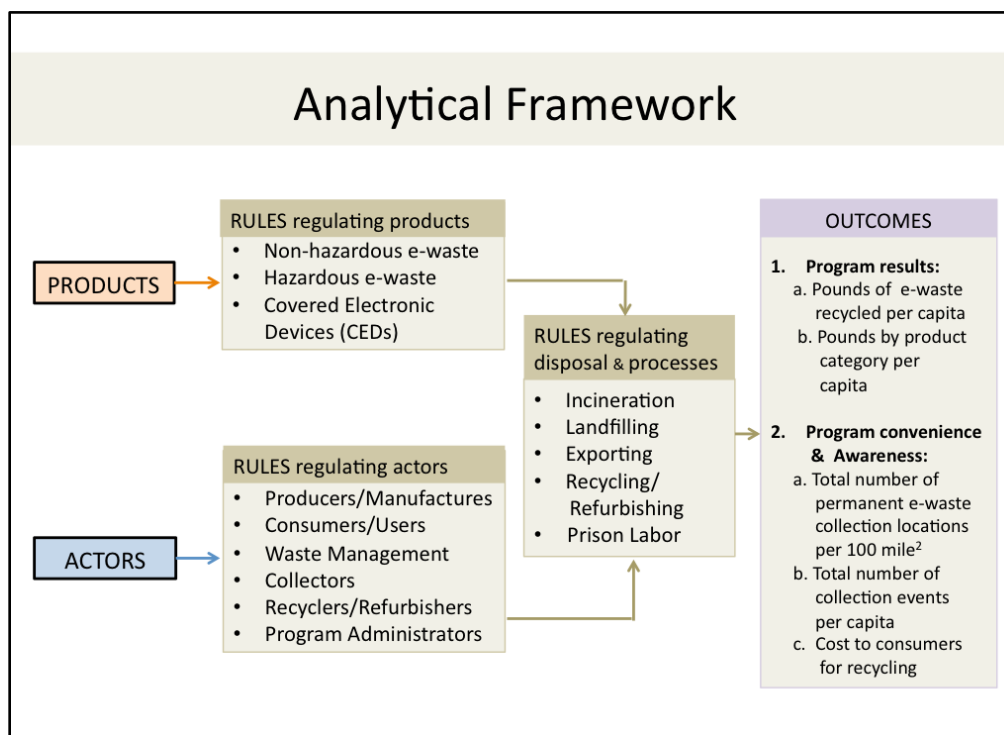 Analytical Framework
PRODUCTS
RULES regulating products
• Non-hazardous e-waste
• Hazardous e-waste
• Covered Electronic
Devices (CEDs)
ACTORS
RULES regulating actors
• Producers/Manufactures
• Consumers/Users
• Waste Management
• Collectors
• Recyclers/Refurbishers
• Program Administrators
RULES regulating
disposal & processes
• Incineration
• Landfilling
• Exporting
• Recycling/
Refurbishing
• Prison Labor
OUTCOMES
1. Program results:
a. Pounds of e-waste
recycled per capita
b. Pounds by product
category per
capita
2. Program convenience
& Awareness:
a. Total number of
permanent e-waste
collection locations
per 100 mile²
b. Total number of
collection events
per capita
c. Cost to consumers
for recycling